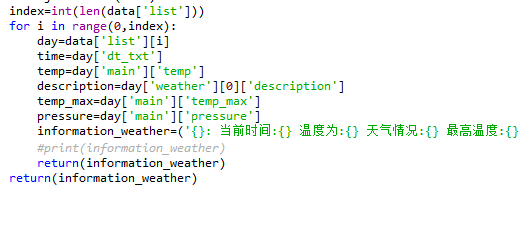 index=int(len(data['list']))
for i in range(0,index):
    day=data['list'][i]
    time=day['dt_txt']
    temp=day['main']['temp']
    description=day['weather'][0]['description']
    temp_max=day['main']['temp_max']
    pressure=day['main']['pressure']
    information_weather=('{}: 当前时间:{} 温度为:{} 天气情况:{} 最高温度:{}
    #print(information_weather)
    return(information_weather)
return(information_weather)